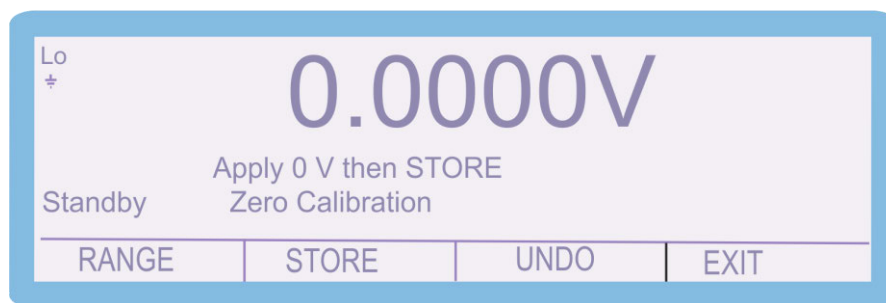 Lo
0.0000V
Apply 0 V then STORE
Standby Zero Calibration
RANGE STORE UNDO EXIT